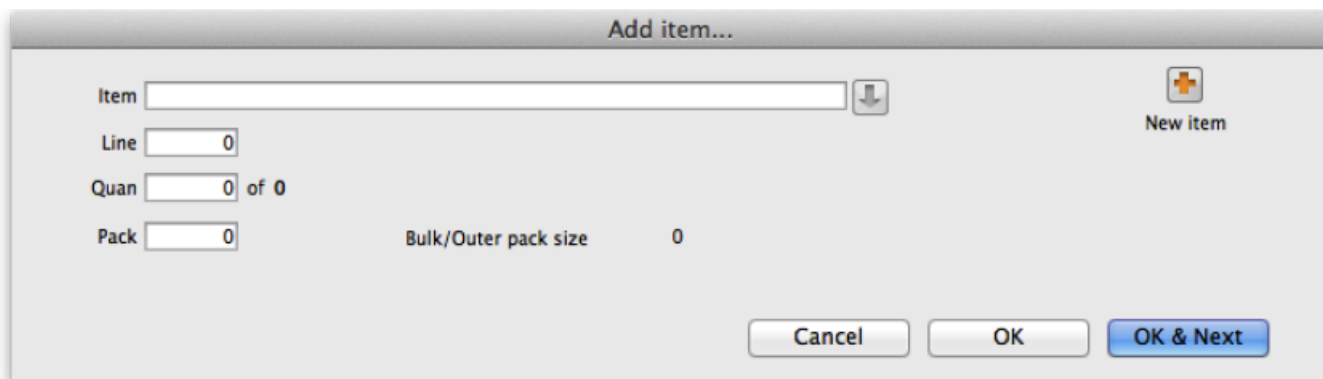 Add item...
Item
New item
Line 0
Quan 0 of 0
Pack 0 Bulk/Outer pack size 0
Cancel OK OK & Next